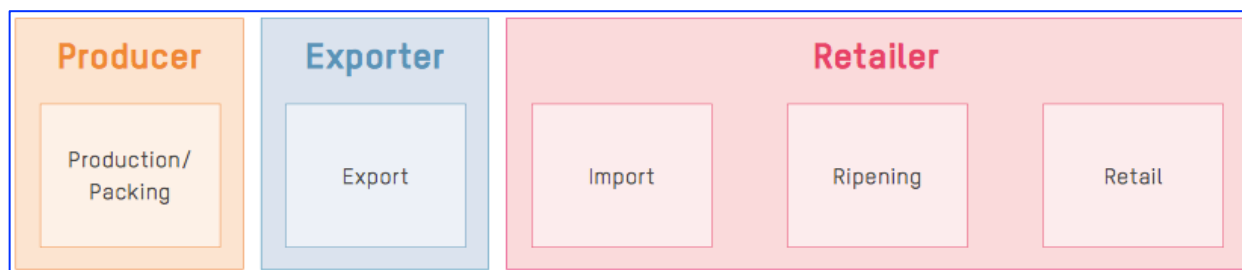 Producer
Exporter
Retailer
Production/
Packing
Export
Import
Ripening
Retail